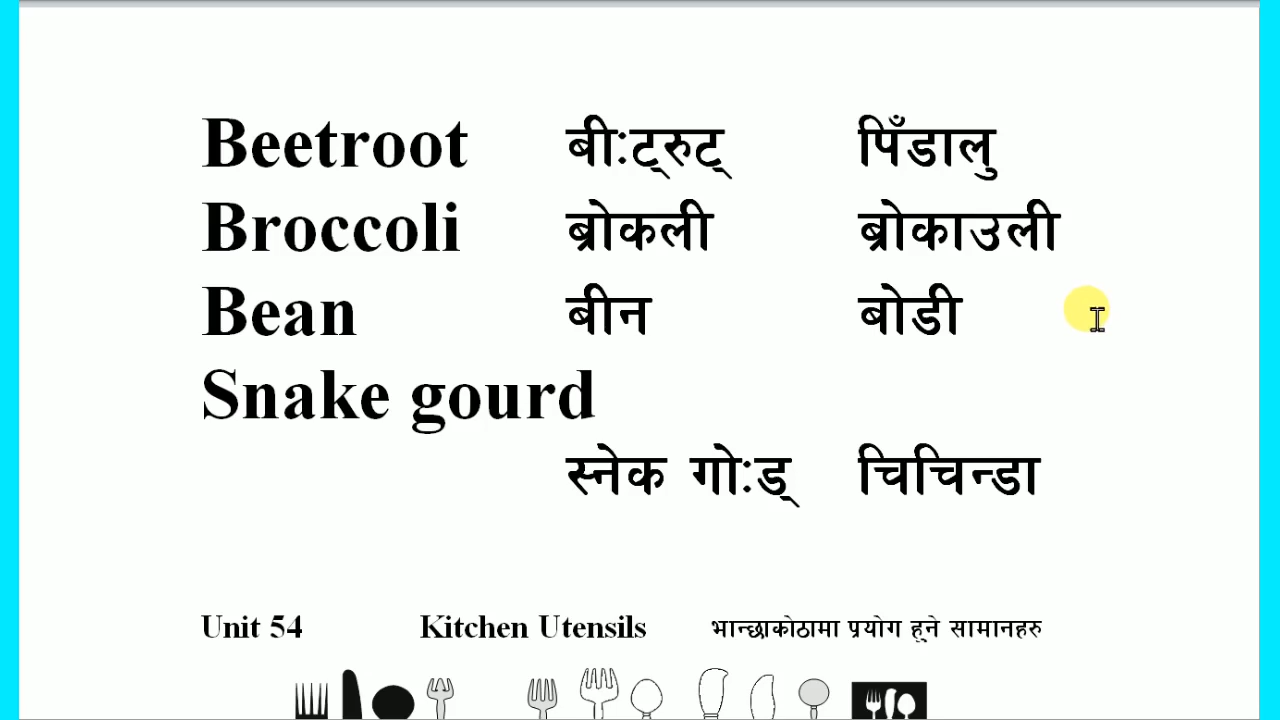 Beetroot बीःट्रुट् पिँडालु
Broccoli ब्रोकली ब्रोकाउली
Bean बीन बोडी
Snake gourd
स्नेक गोःड् चिचिन्डा
Unit 54 Kitchen Utensils भान्छाकोठामा प्रयोग हुने सामानहरु